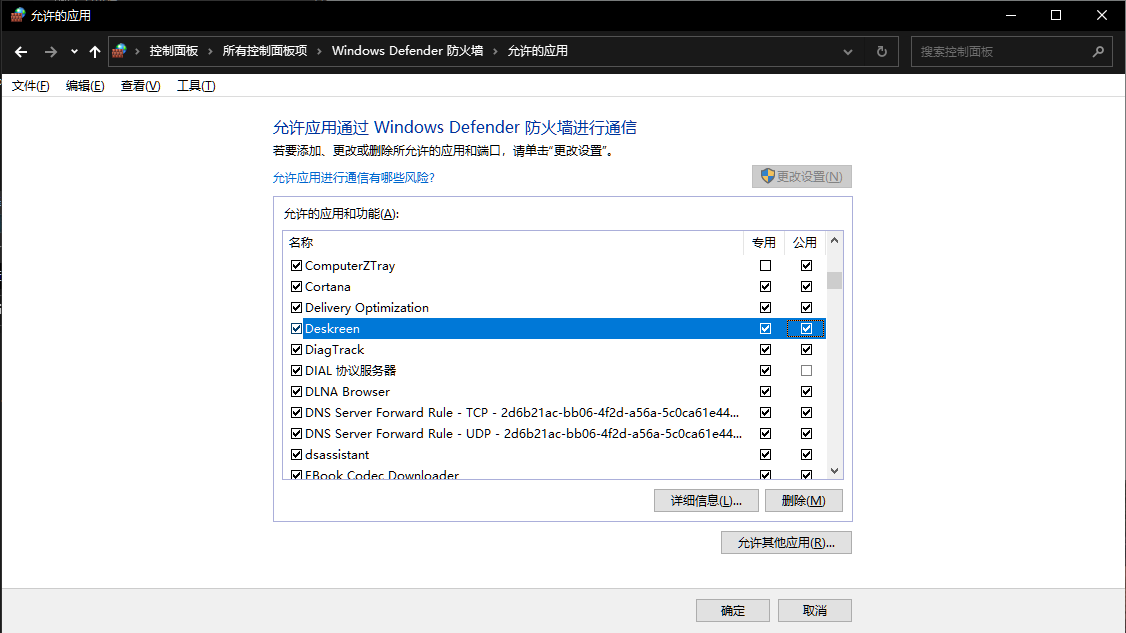 允许的应用
控制面板 › 所有控制面板项 › Windows Defender 防火墙 › 允许的应用
搜索控制面板
文件(F) 编辑(E) 查看(V) 工具(T)
允许应用通过 Windows Defender 防火墙进行通信
若要添加、更改或删除所允许的应用和端口，请单击“更改设置”。
允许应用进行通信有哪些风险?
更改设置(N)
允许的应用和功能(A):
名称 专用 公用
ComputerZTray
Cortana
Delivery Optimization
Deskreen
DiagTrack
DIAL 协议服务器
DLNA Browser
DNS Server Forward Rule - TCP - 2d6b21ac-bb06-4f2d-a56a-5c0ca61e44...
DNS Server Forward Rule - UDP - 2d6b21ac-bb06-4f2d-a56a-5c0ca61e44...
dsassistant
EBook Codec Downloader
详细信息(L)... 删除(M)
允许其他应用(R)...
确定 取消